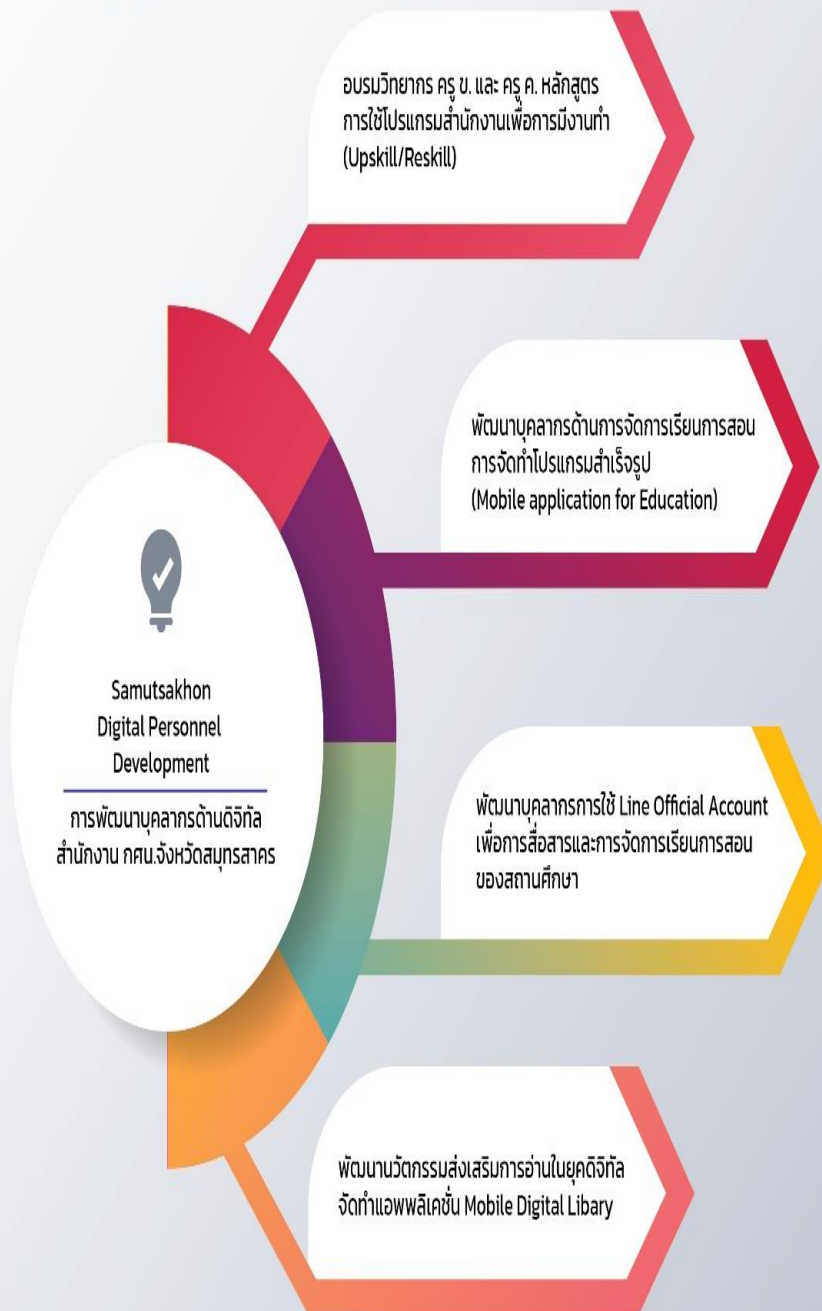 อบรมวิทยากร ครู ข. และ ครู ค. หลักสูตร
การใช้โปรแกรมสำนักงานเพื่อการมีงานทำ
(Upskill/Reskill)
พัฒนาบุคลากรด้านการจัดการเรียนการสอน
การจัดทำโปรแกรมสำเร็จรูป
(Mobile application for Education)
Samutsakhon
Digital Personnel
Development
การพัฒนาบุคลากรด้านดิจิทัล
สำนักงาน กศน.จังหวัดสมุทรสาคร
พัฒนาบุคลากรการใช้ Line Official Account
เพื่อการสื่อสารและการจัดการเรียนการสอน
ของสถานศึกษา
พัฒนานวัตกรรมส่งเสริมการอ่านในยุคดิจิทัล
จัดทำแอพพลิเคชั่น Mobile Digital Libary